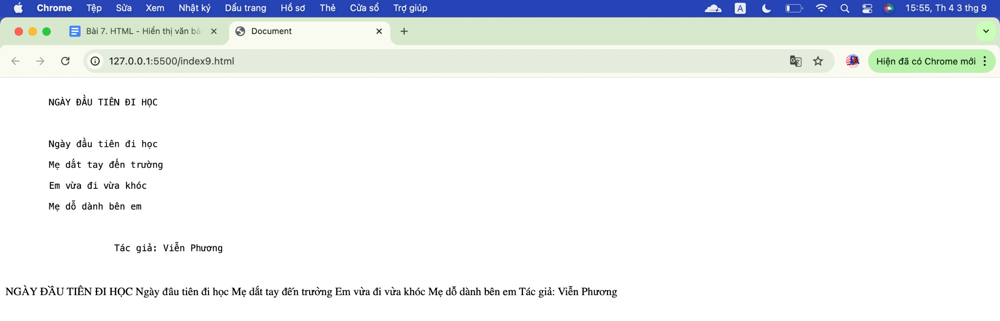 Chrome Tệp Sửa Xem Nhật ký Dấu trang Hồ sơ Thẻ Cửa sổ Trợ giúp A 15:55, Th 4 3 thg 9
Bài 7. HTML - Hiển thị văn bản Document
127.0.0.1:5500/index9.html Hiện đã có Chrome mới
NGÀY ĐẦU TIÊN ĐI HỌC
Ngày đầu tiên đi học
Mẹ dắt tay đến trường
Em vừa đi vừa khóc
Mẹ dỗ dành bên em
Tác giả: Viễn Phương
NGÀY ĐẦU TIÊN ĐI HỌC Ngày đầu tiên đi học Mẹ dắt tay đến trường Em vừa đi vừa khóc Mẹ dỗ dành bên em Tác giả: Viễn Phương